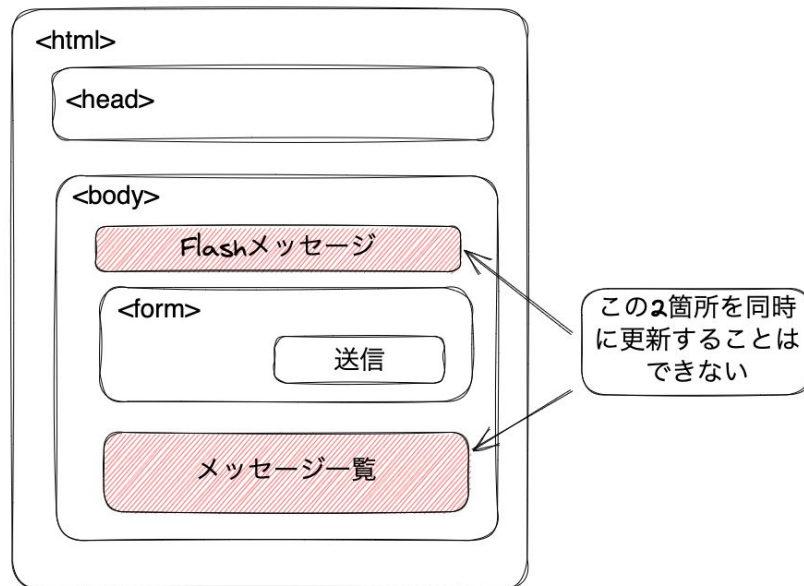 <html>
<head>
<body>
Flashメッセージ
<form>
送信
この2箇所を同時
に更新することは
できない
メッセージ一覧